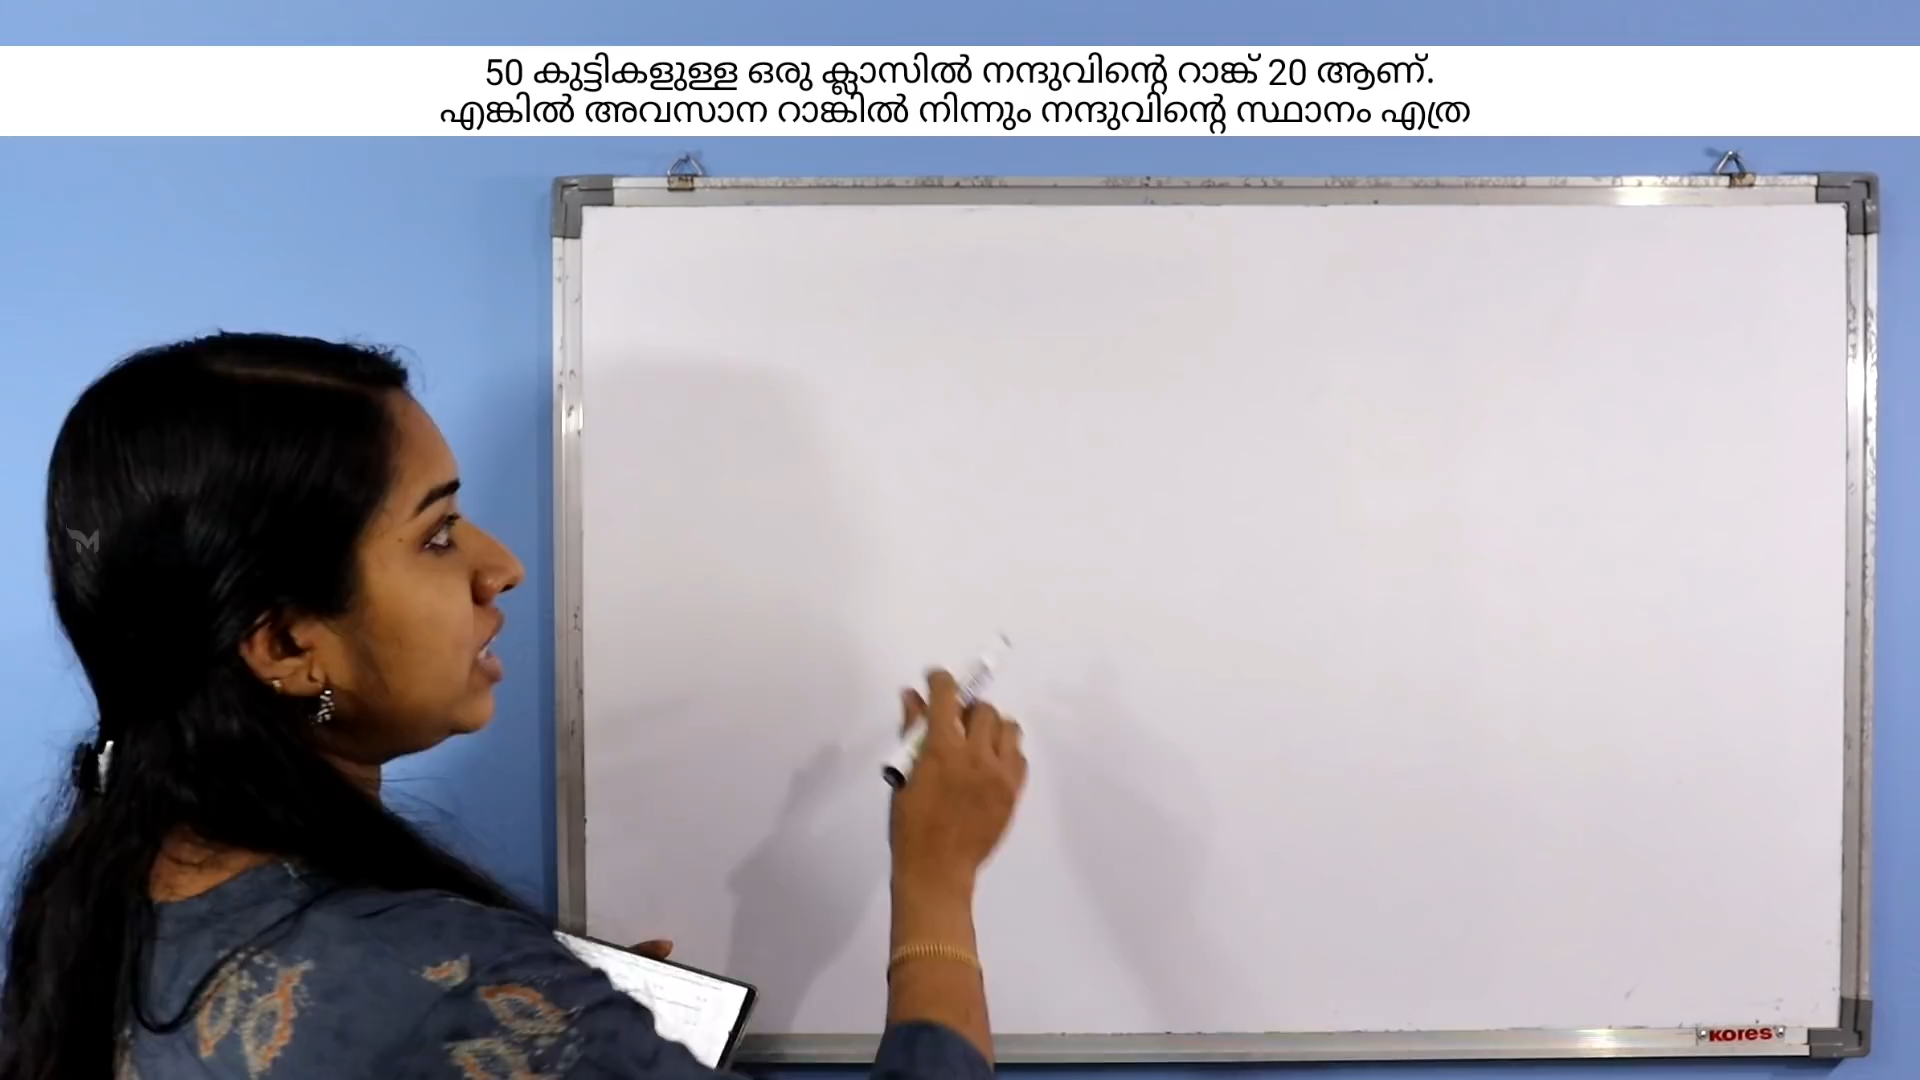 50 കുട്ടികളുള്ള ഒരു ക്ലാസിൽ നന്ദുവിന്റെ റാങ്ക് 20 ആണ്.
എങ്കിൽ അവസാന റാങ്കിൽ നിന്നും നന്ദുവിന്റെ സ്ഥാനം എത്ര
kores